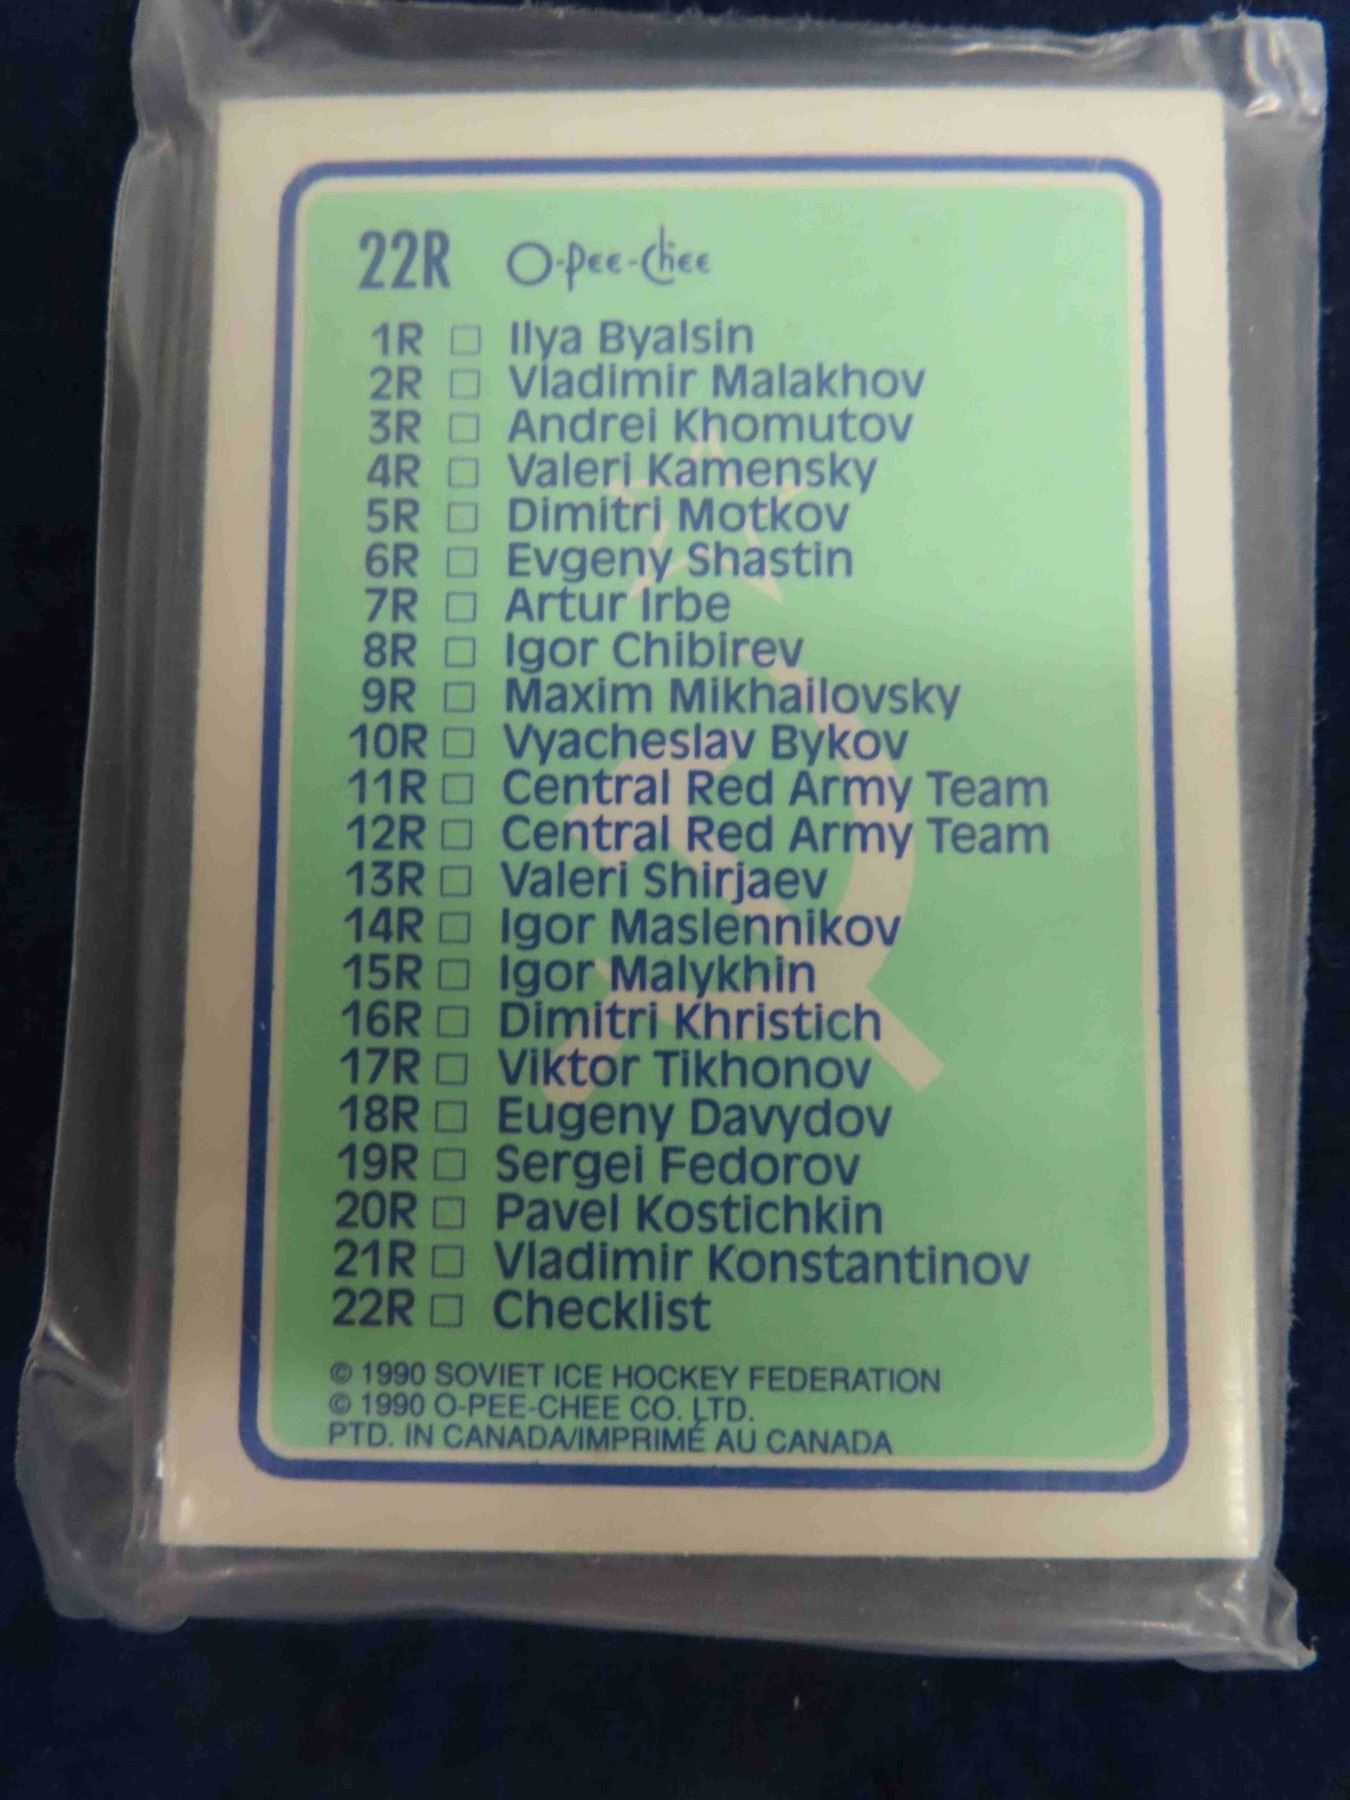 22R O-Pee-Chee
1R □ Ilya Byalsin
2R □ Vladimir Malakhov
3R □ Andrei Khomutov
4R □ Valeri Kamensky
5R □ Dimitri Motkov
6R □ Evgeny Shastin
7R □ Artur Irbe
8R □ Igor Chibirev
9R □ Maxim Mikhailovsky
10R □ Vyacheslav Bykov
11R □ Central Red Army Team
12R □ Central Red Army Team
13R □ Valeri Shirjaev
14R □ Igor Maslennikov
15R □ Igor Malykhin
16R □ Dimitri Khristich
17R □ Viktor Tikhonov
18R □ Eugeny Davydov
19R □ Sergei Fedorov
20R □ Pavel Kostichkin
21R □ Vladimir Konstantinov
22R □ Checklist
© 1990 SOVIET ICE HOCKEY FEDERATION
© 1990 O-PEE-CHEE CO. LTD.
PTD. IN CANADA/IMPRIMÉ AU CANADA